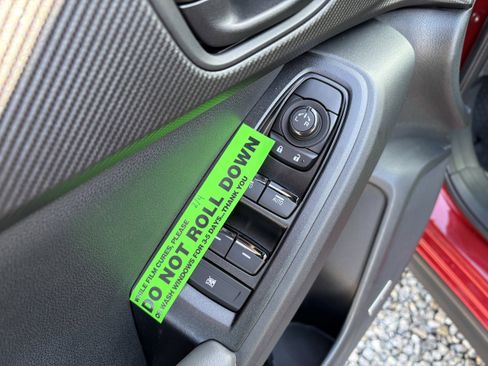 WHILE FILM CURES, PLEASE
DO NOT ROLL DOWN
OR WASH WINDOWS FOR 3-5 DAYS...THANK YOU
L R
AUTO